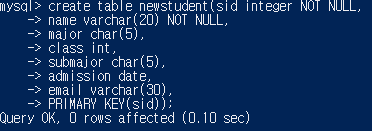 mysql> create table newstudent(sid integer NOT NULL,
    -> name varchar(20) NOT NULL,
    -> major char(5),
    -> class int,
    -> submajor char(5),
    -> admission date,
    -> email varchar(30),
    -> PRIMARY KEY(sid));
Query OK, 0 rows affected (0.10 sec)